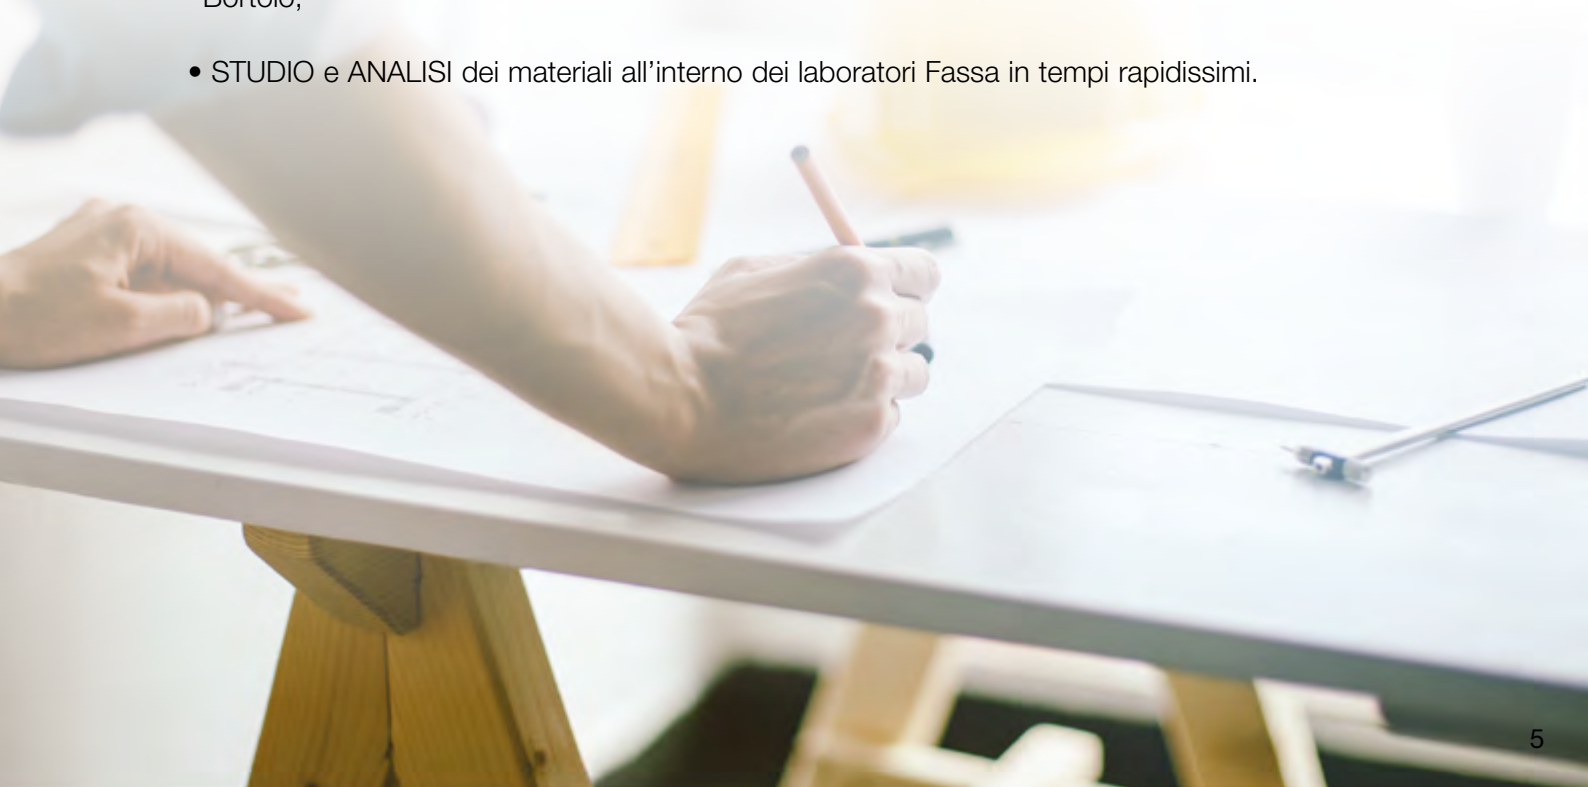 Bortolo;
• STUDIO e ANALISI dei materiali all’interno dei laboratori Fassa in tempi rapidissimi.
5